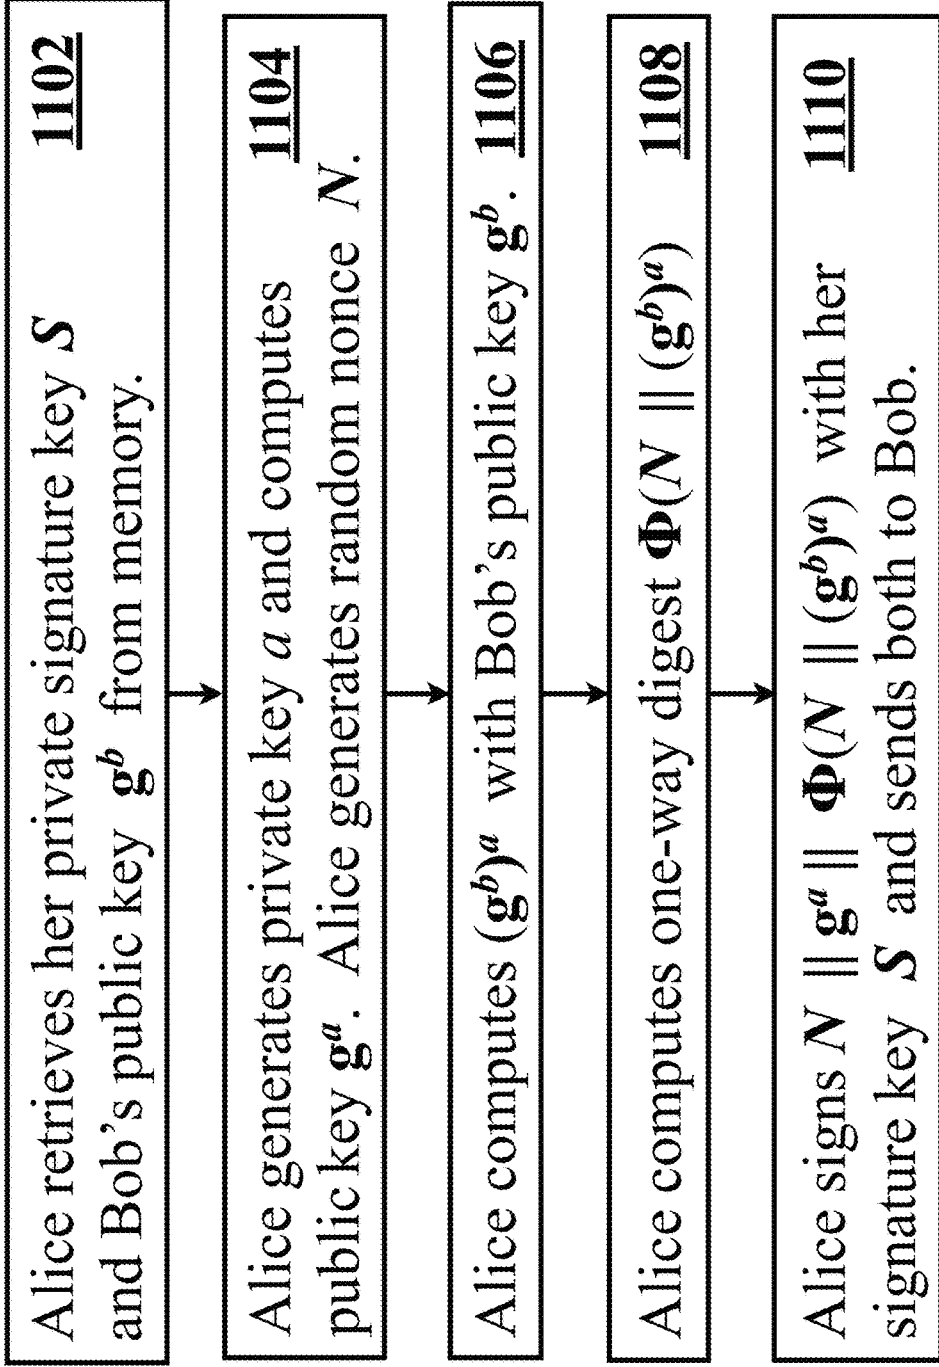 Alice retrieves her private signature key S 1102
and Bob's public key g^b from memory.
Alice generates private key a and computes 1104
public key g^a. Alice generates random nonce N.
Alice computes (g^b)^a with Bob's public key g^b. 1106
Alice computes one-way digest Φ(N || (g^b)^a) 1108
Alice signs N || g^a || Φ(N || (g^b)^a) with her 1110
signature key S and sends both to Bob.